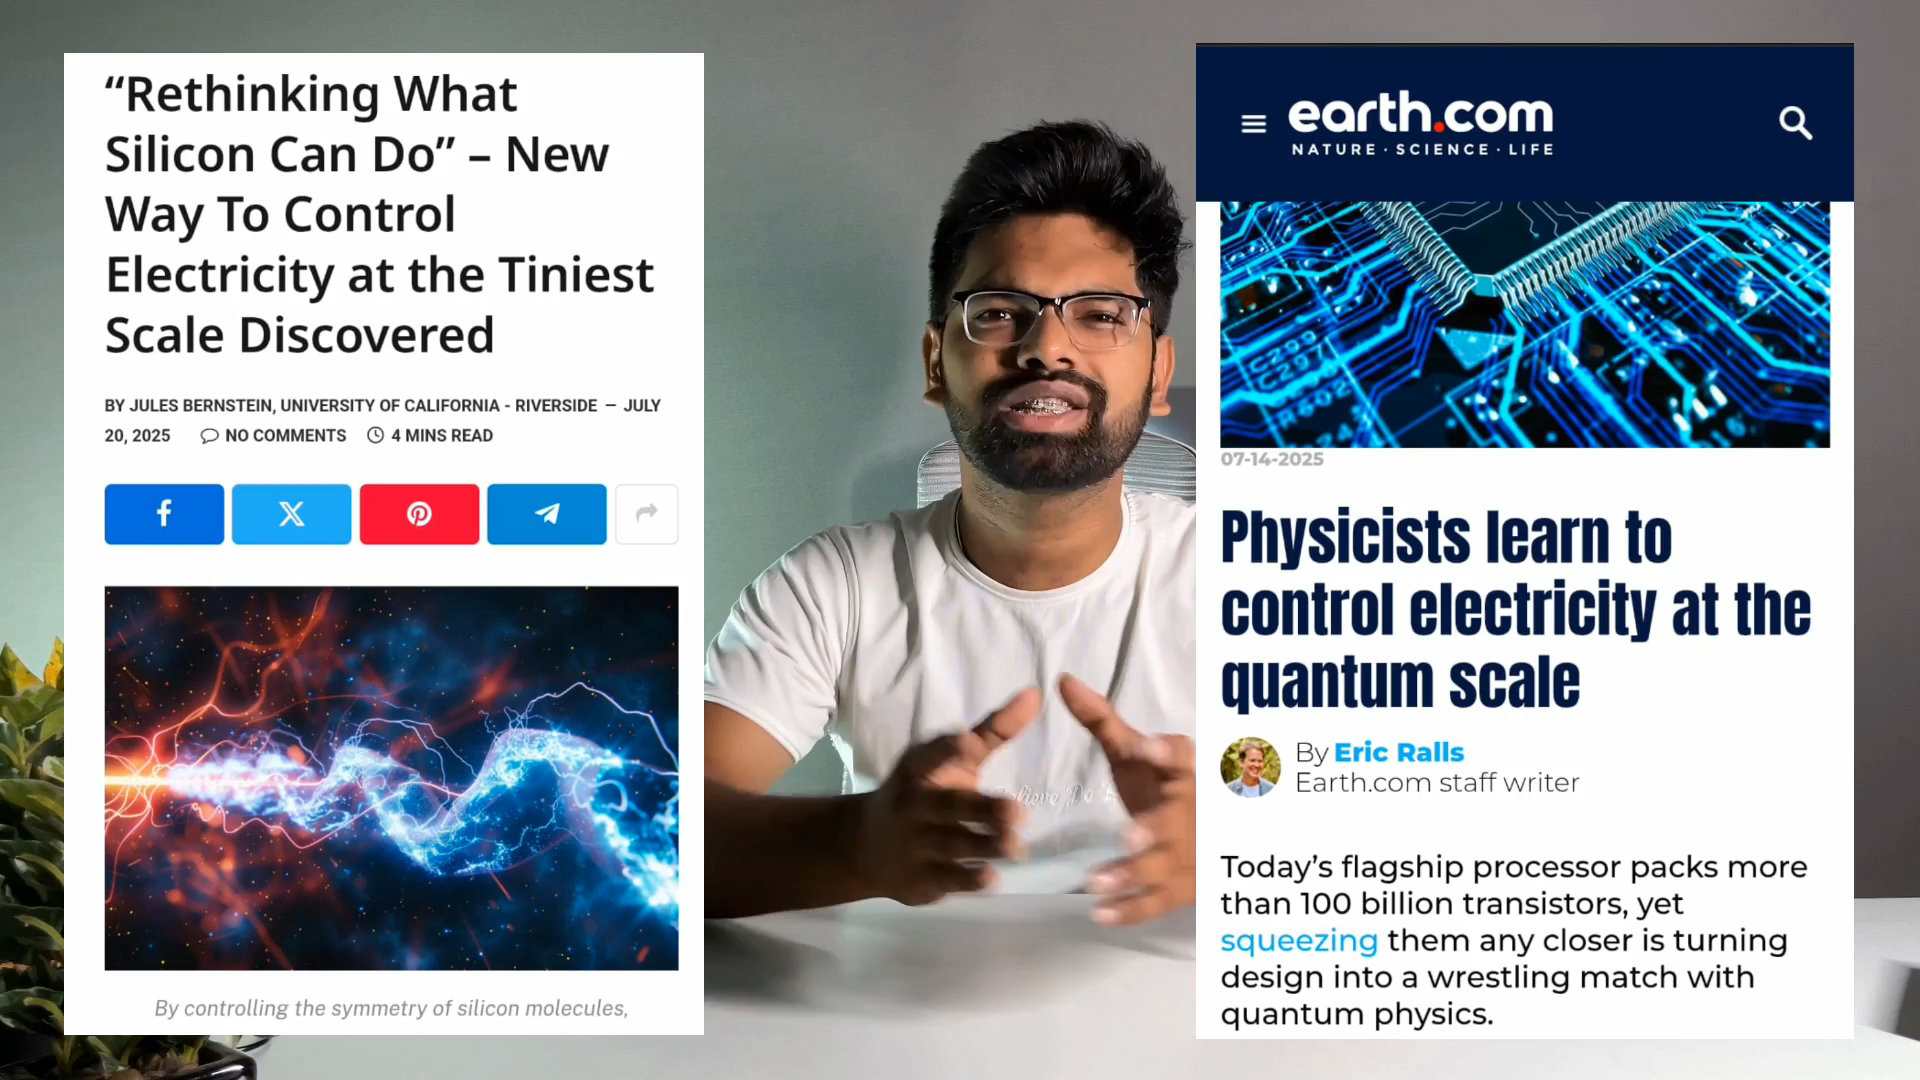 “Rethinking What
Silicon Can Do” – New
Way To Control
Electricity at the Tiniest
Scale Discovered
BY JULES BERNSTEIN, UNIVERSITY OF CALIFORNIA - RIVERSIDE — JULY
20, 2025 NO COMMENTS 4 MINS READ
By controlling the symmetry of silicon molecules,
earth.com
NATURE · SCIENCE · LIFE
07-14-2025
Physicists learn to
control electricity at the
quantum scale
By Eric Ralls
Earth.com staff writer
Today’s flagship processor packs more
than 100 billion transistors, yet
squeezing them any closer is turning
design into a wrestling match with
quantum physics.